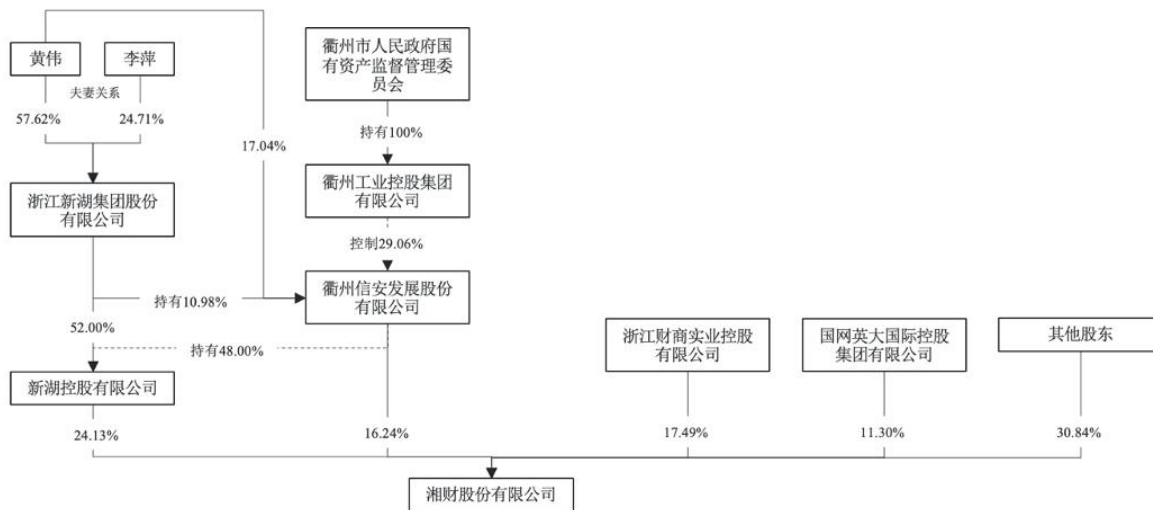 黄伟
李萍
衢州市人民政府国
有资产监督管理委
员会
夫妻关系
57.62%
24.71%
17.04%
持有100%
浙江新湖集团股份
有限公司
衢州工业控股集团
有限公司
控制29.06%
衢州信安发展股份
有限公司
持有10.98%
52.00%
持有48.00%
浙江财商实业控股
有限公司
国网英大国际控股
集团有限公司
其他股东
新湖控股有限公司
24.13%
16.24%
17.49%
11.30%
30.84%
湘财股份有限公司